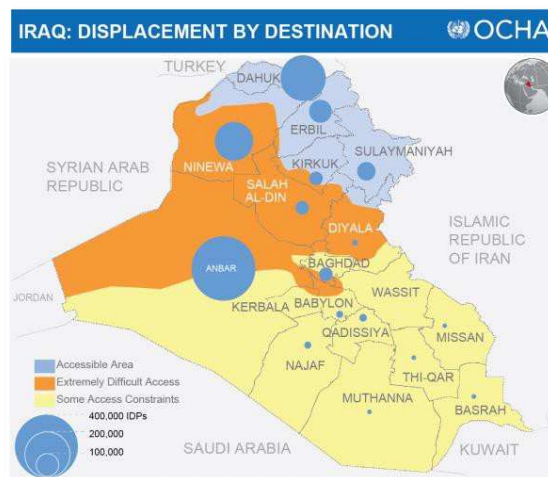 IRAQ: DISPLACEMENT BY DESTINATION
OCHA
TURKEY
DAHUK
ERBIL
NINEWA
KIRKUK
SULAYMANIYAH
SYRIAN ARAB
REPUBLIC
SALAH
AL-DIN
DIYALA
ISLAMIC
REPUBLIC
OF IRAN
BAGHDAD
ANBAR
JORDAN
KERBALA
BABYLON
WASSIT
QADISSIYA
MISSAN
NAJAF
THI-QAR
MUTHANNA
BASRAH
Accessible Area
Extremely Difficult Access
Some Access Constraints
400,000 IDPs
200,000
100,000
SAUDI ARABIA
KUWAIT